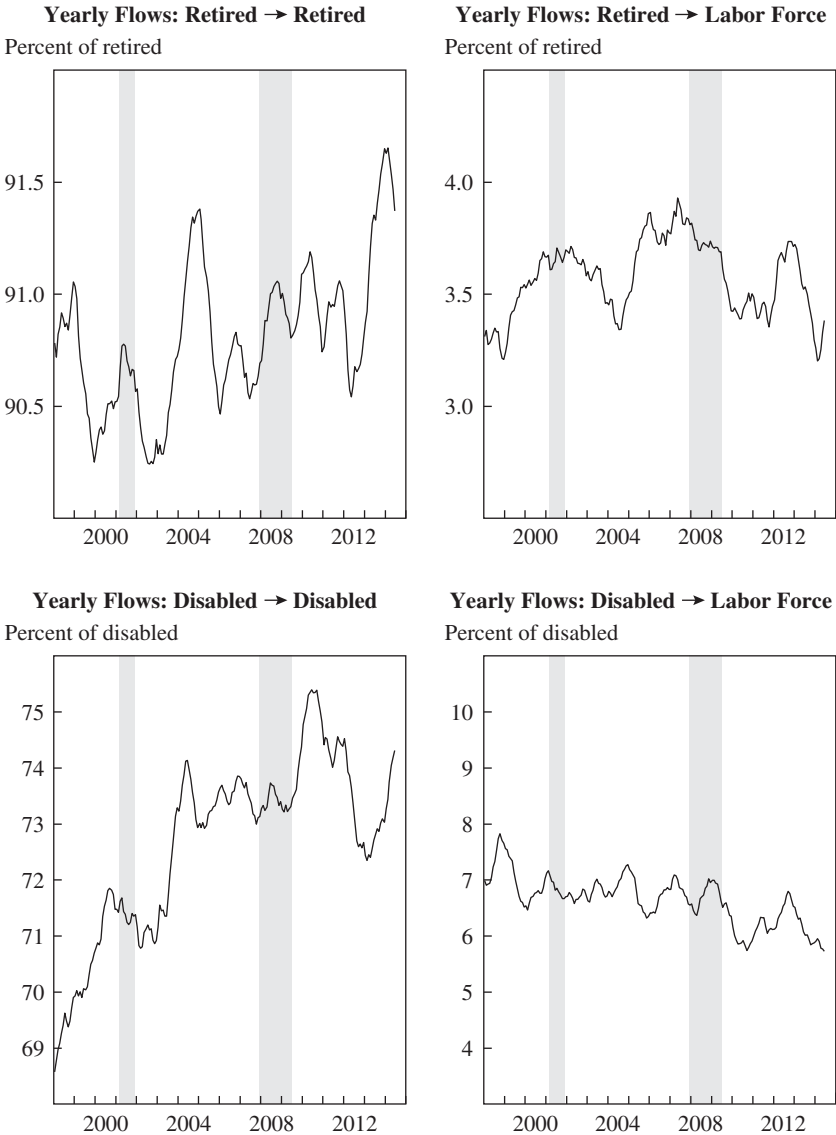 Yearly Flows: Retired → Retired
Percent of retired
91.5
91.0
90.5
2000 2004 2008 2012
Yearly Flows: Retired → Labor Force
Percent of retired
4.0
3.5
3.0
2000 2004 2008 2012
Yearly Flows: Disabled → Disabled
Percent of disabled
75
74
73
72
71
70
69
2000 2004 2008 2012
Yearly Flows: Disabled → Labor Force
Percent of disabled
10
9
8
7
6
5
4
2000 2004 2008 2012